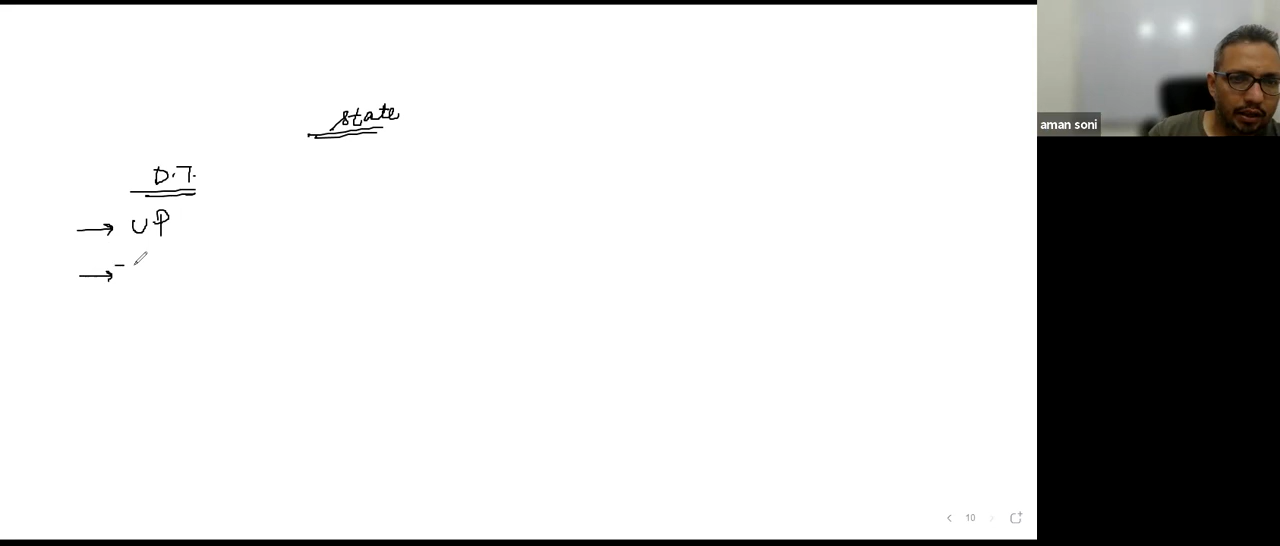 state
D.T.
→ UP
→ -
aman soni
10